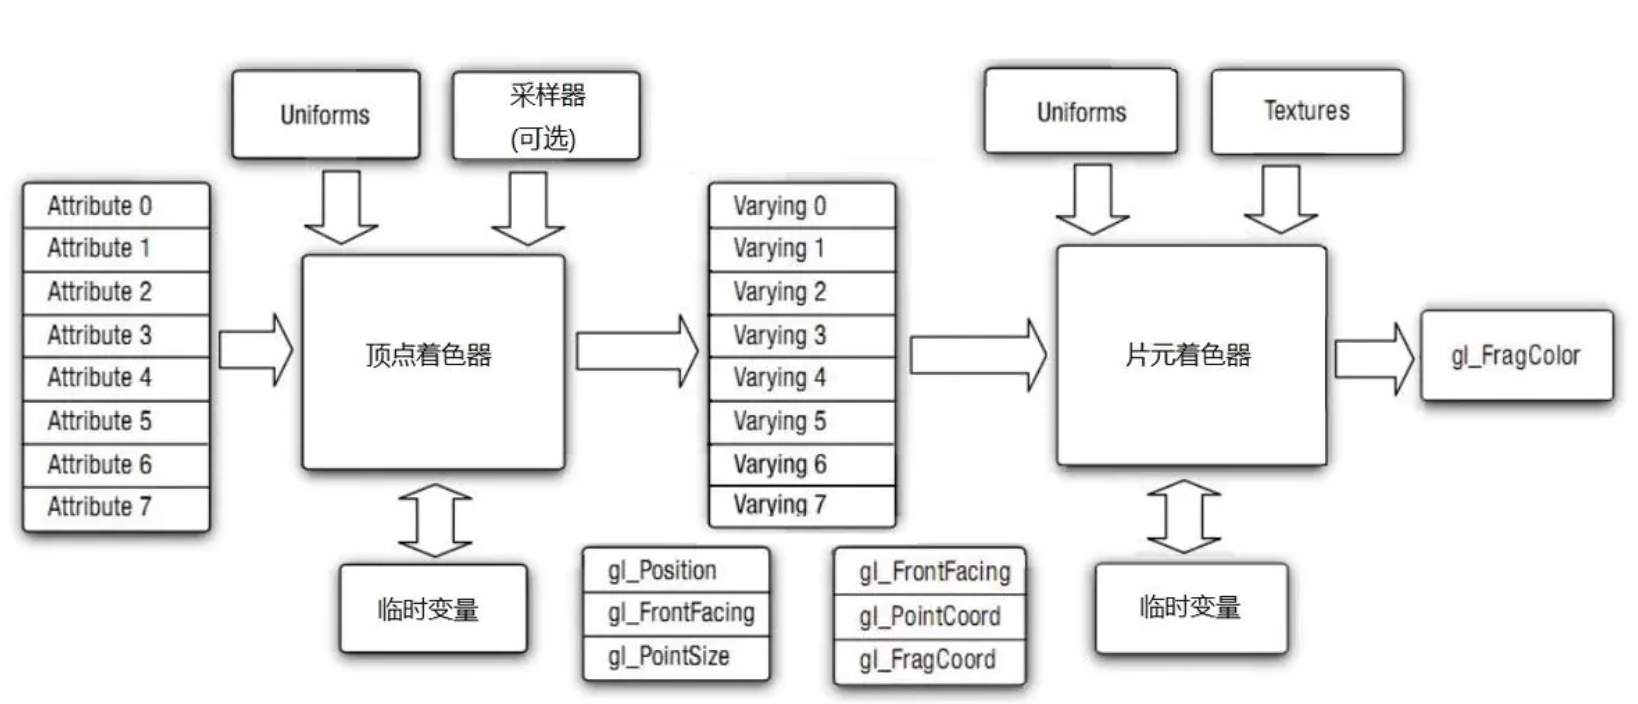 Uniforms
采样器
(可选)
Uniforms
Textures
Attribute 0
Attribute 1
Attribute 2
Attribute 3
Attribute 4
Attribute 5
Attribute 6
Attribute 7
顶点着色器
Varying 0
Varying 1
Varying 2
Varying 3
Varying 4
Varying 5
Varying 6
Varying 7
片元着色器
gl_FragColor
临时变量
gl_Position
gl_FrontFacing
gl_PointSize
gl_FrontFacing
gl_PointCoord
gl_FragCoord
临时变量